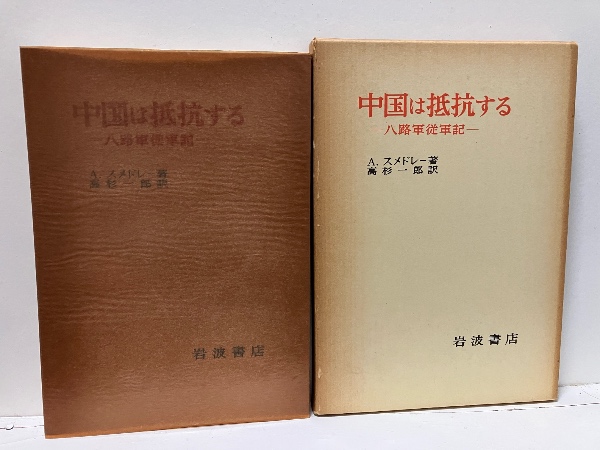 中国は抵抗する
八路軍従軍記
A. スメドレー著
高杉一郎訳
岩波書店
中国は抵抗する
八路軍従軍記―
A. スメドレー著
高杉一郎訳
岩波書店